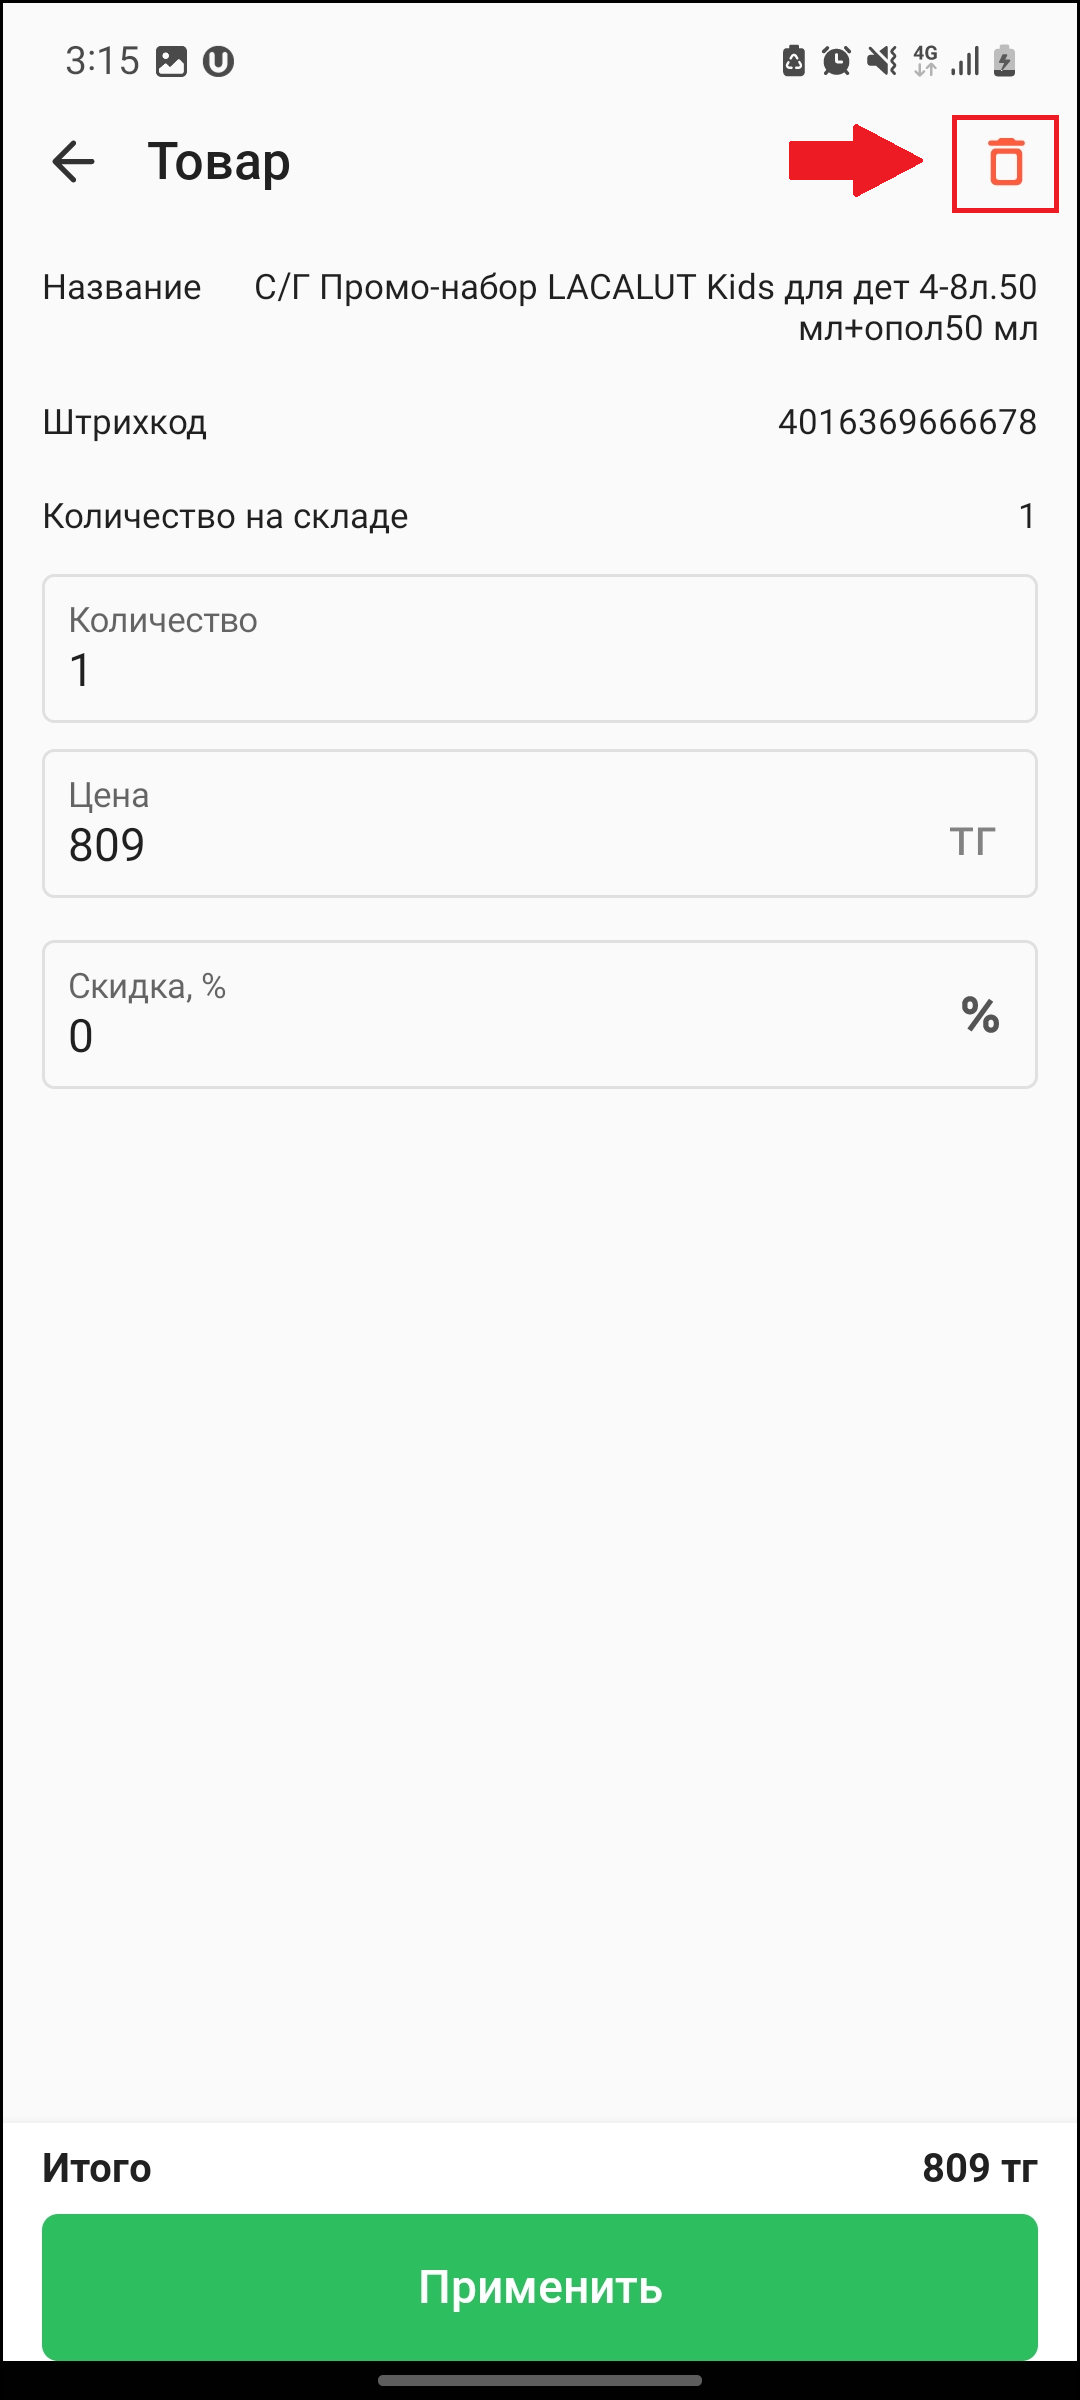 3:15
4G
Товар
Название
С/Г Промо-набор LACALUT Kids для дет 4-8л.50
мл+опол50 мл
Штрихкод
4016369666678
Количество на складе
1
Количество
1
Цена
809
ТГ
Скидка, %
0
%
Итого
809 тг
Применить